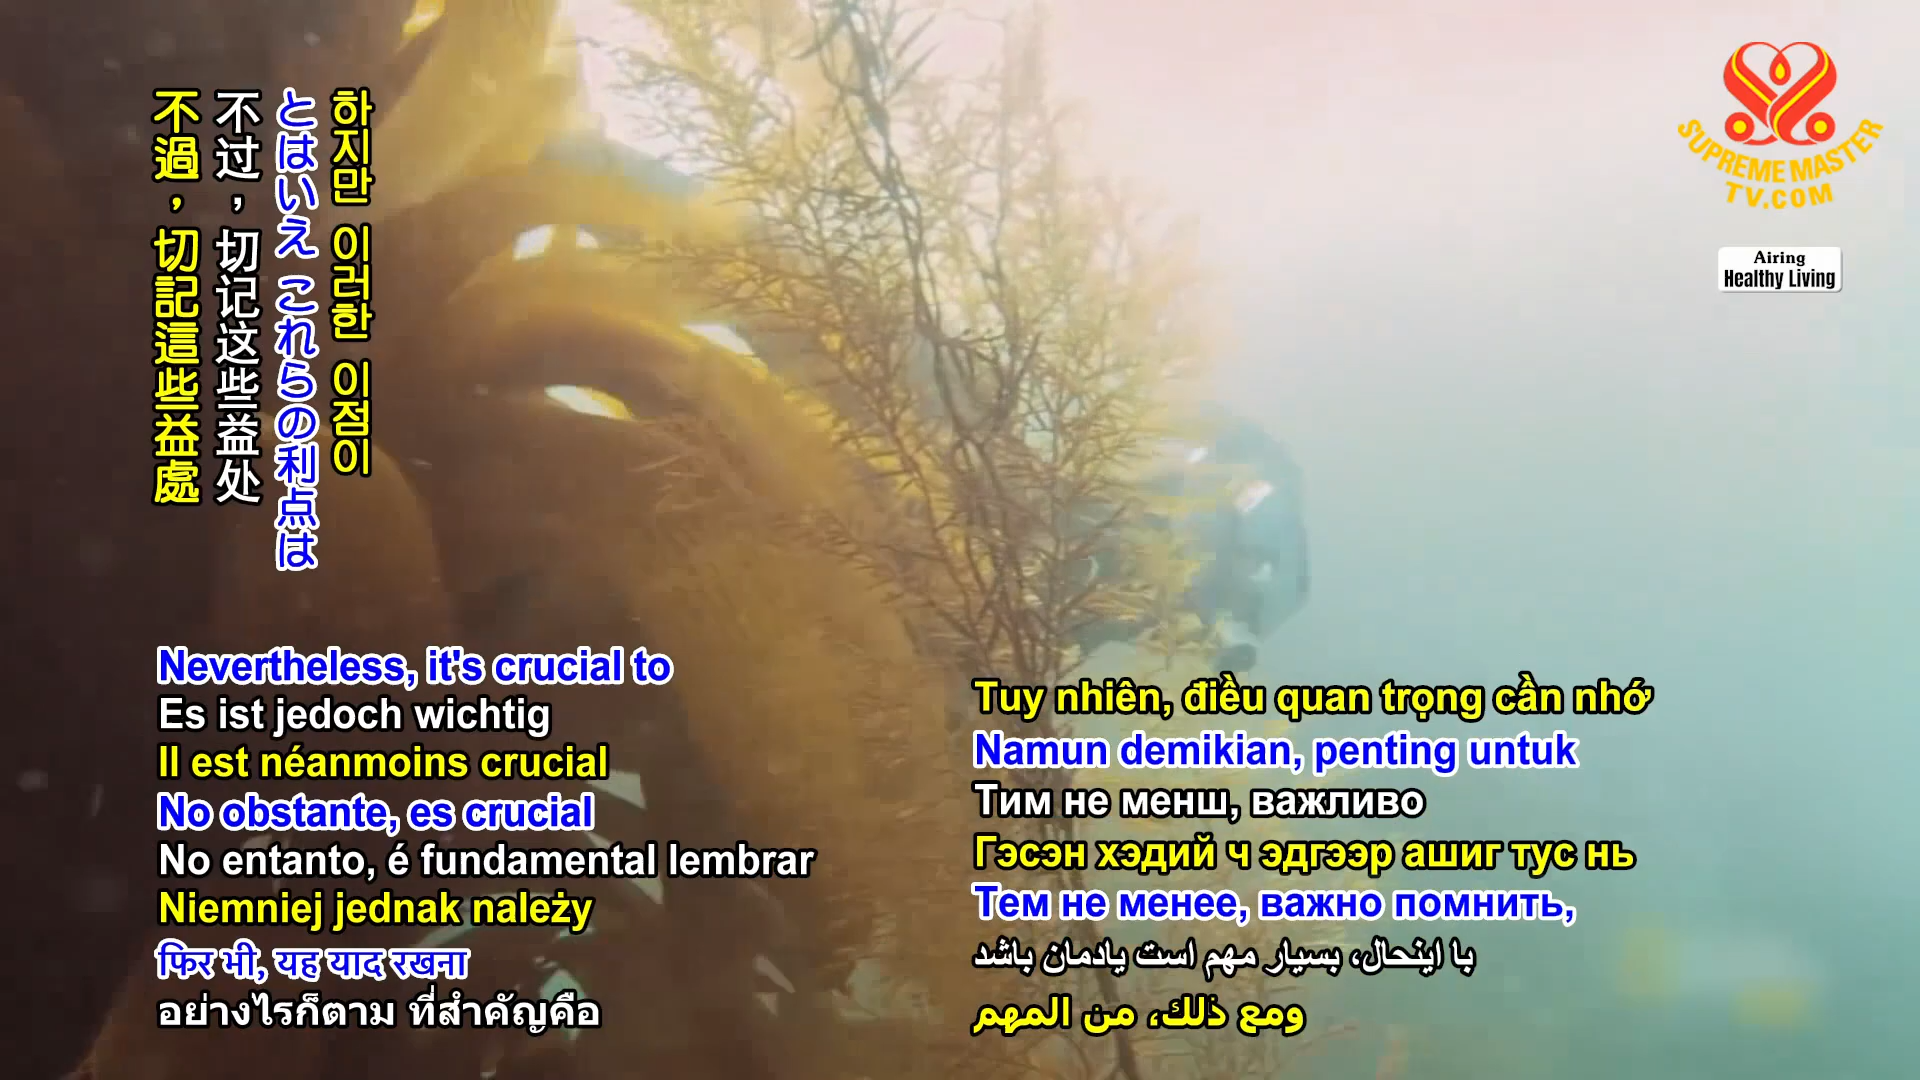 不過，切記這些益處
不过，切记这些益处
とはいえ これらの利点は
하지만 이러한 이점이
SUPREME MASTER
TV.COM
Airing
Healthy Living
Nevertheless, it's crucial to
Es ist jedoch wichtig
Il est néanmoins crucial
No obstante, es crucial
No entanto, é fundamental lembrar
Niemniej jednak należy
फिर भी, यह याद रखना
อย่างไรก็ตาม ที่สำคัญคือ
Tuy nhiên, điều quan trọng cần nhớ
Namun demikian, penting untuk
Тим не менш, важливо
Гэсэн хэдий ч эдгээр ашиг тус нь
Тем не менее, важно помнить,
با اینحال، بسیار مهم است یادمان باشد
ومع ذلك، من المهم